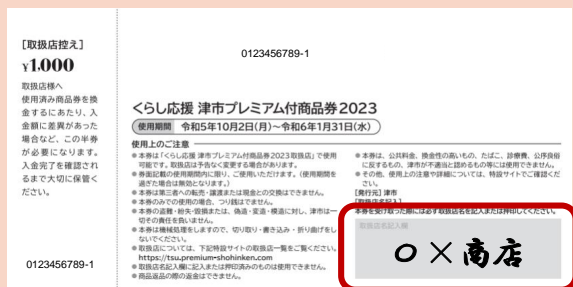 [取扱店控え]
¥1,000
取扱店様へ
使用済み商品券を換
金するにあたり、入
金額に差異があった
場合など、この半券
が必要になります。
入金完了を確認され
るまで大切に保管く
ださい。
0123456789-1
0123456789-1
くらし応援 津市プレミアム付商品券2023
使用期間 令和5年10月2日(月)~令和6年1月31日(水)
使用上のご注意
●本券は「くらし応援 津市プレミアム付商品券2023取扱店」で使用
可能です。取扱店は予告なく変更する場合があります。
●券面記載の使用期間内に限り、ご使用いただけます。(使用期間を
過ぎた場合は無効となります。)
●本券は第三者への転売・譲渡または現金との交換はできません。
●本券のみでの使用の場合、つり銭はでません。
●本券の盗難・紛失・毀損または、偽造・変造・模造に対し、津市は一
切その責任を負いません。
●本券は機械処理をしますので、切り取り・書き込み・折り曲げをし
ないでください。
●取扱店については、下記特設サイトの取扱店一覧をご覧ください。
https://tsu.premium-shohinken.com
●取扱店名記入欄に記入または押印済みのものは使用できません。
●商品返品の際の返金はできません。
●本券は、公共料金、換金性の高いもの、たばこ、診療費、公序良俗
に反するもの、津市が不適当と認めるもの等には使用できません。
●その他、使用上の注意や詳細については、特設サイトでご確認くだ
さい。
[発行元]津市
[取扱店名記入]
本券を受け取った際には必ず取扱店名を記入または押印してください。
取扱店名記入欄
〇×商店